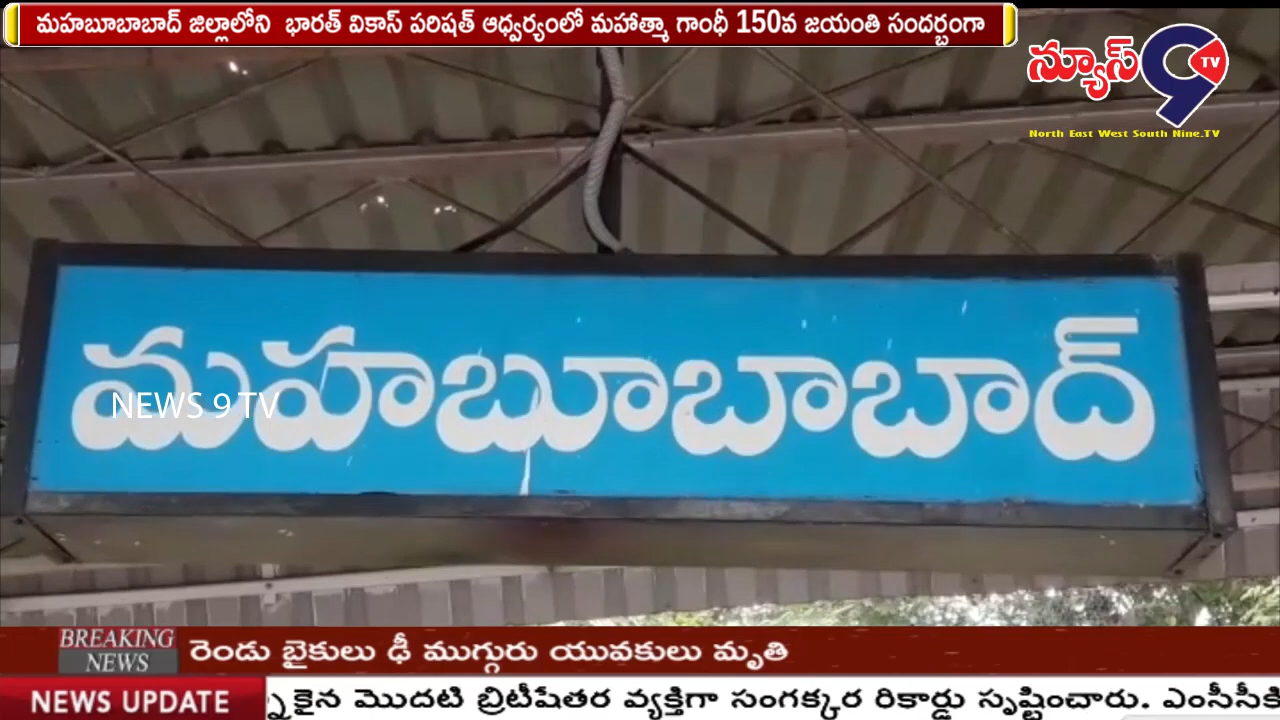 మహబూబాబాద్ జిల్లాలోని భారత్ వికాస్ పరిషత్ ఆధ్వర్యంలో మహాత్మా గాంధీ 150వ జయంతి సందర్భంగా
న్యూస్ 9 TV
North East West South Nine.TV
మహబూబాబాద్
NEWS 9 TV
BREAKING NEWS
రెండు బైకులు ఢీ ముగ్గురు యువకులు మృతి
NEWS UPDATE
మొదటి బ్రిటీషేతర వ్యక్తిగా సంగక్కర రికార్డు సృష్టించారు. ఎంసీసీకి